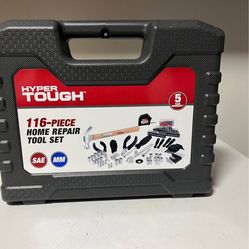 HYPER
TOUGH
5
116-PIECE
HOME REPAIR
TOOL SET
SAE
MM